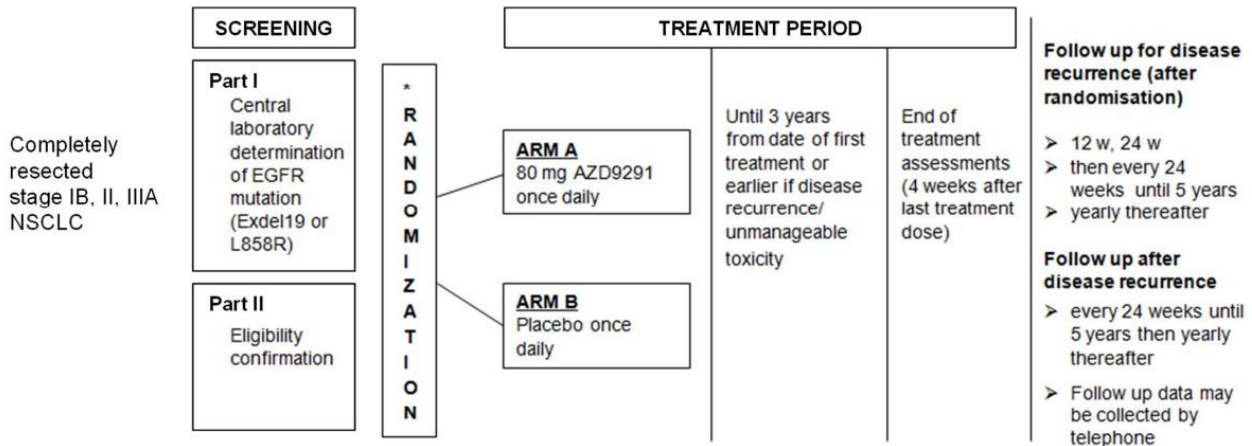 SCREENING
TREATMENT PERIOD
Completely
resected
stage IB, II, IIIA
NSCLC
Part I
Central
laboratory
determination
of EGFR
mutation
(Exdel19 or
L858R)
Part II
Eligibility
confirmation
*
R
A
N
D
O
M
I
Z
A
T
I
O
N
ARM A
80 mg AZD9291
once daily
ARM B
Placebo once
daily
Until 3 years
from date of first
treatment or
earlier if disease
recurrence/
unmanageable
toxicity
End of
treatment
assessments
(4 weeks after
last treatment
dose)
Follow up for disease
recurrence (after
randomisation)
➢ 12 w, 24 w
➢ then every 24
weeks until 5 years
➢ yearly thereafter
Follow up after
disease recurrence
➢ every 24 weeks until
5 years then yearly
thereafter
➢ Follow up data may
be collected by
telephone